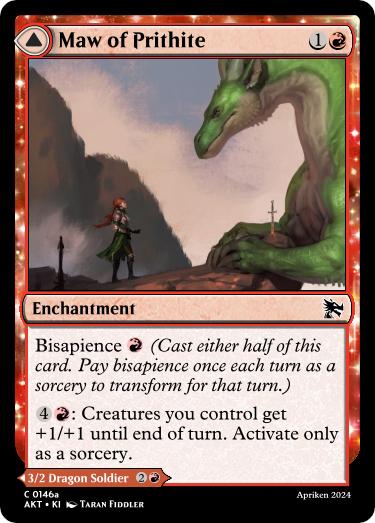 Maw of Prithite 1
Enchantment
Bisapience (Cast either half of this
card. Pay bisapience once each turn as a
sorcery to transform for that turn.)
4 : Creatures you control get
+1/+1 until end of turn. Activate only
as a sorcery.
3/2 Dragon Soldier 2
C 0146a
Apriken 2024
AKT • KI Taran Fiddler